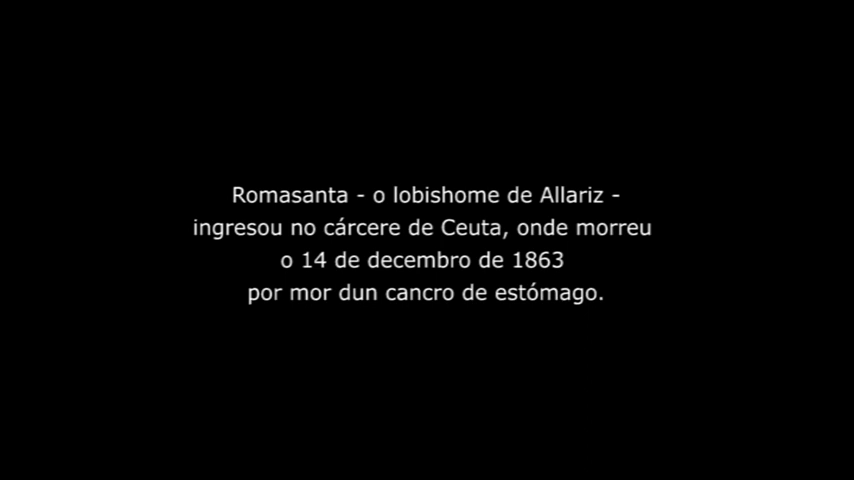 Romasanta - o lobishome de Allariz -
ingresou no cárcere de Ceuta, onde morreu
o 14 de decembro de 1863
por mor dun cancro de estómago.